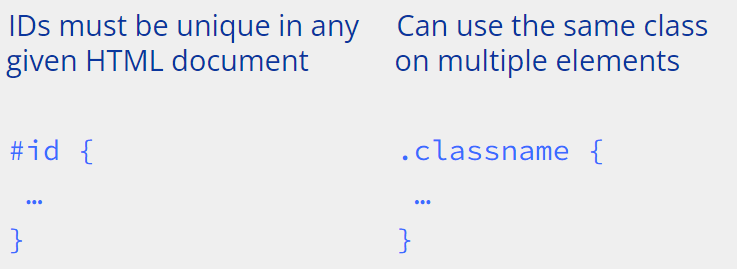 IDs must be unique in any
given HTML document
#id {
…
}
Can use the same class
on multiple elements
.classname {
…
}